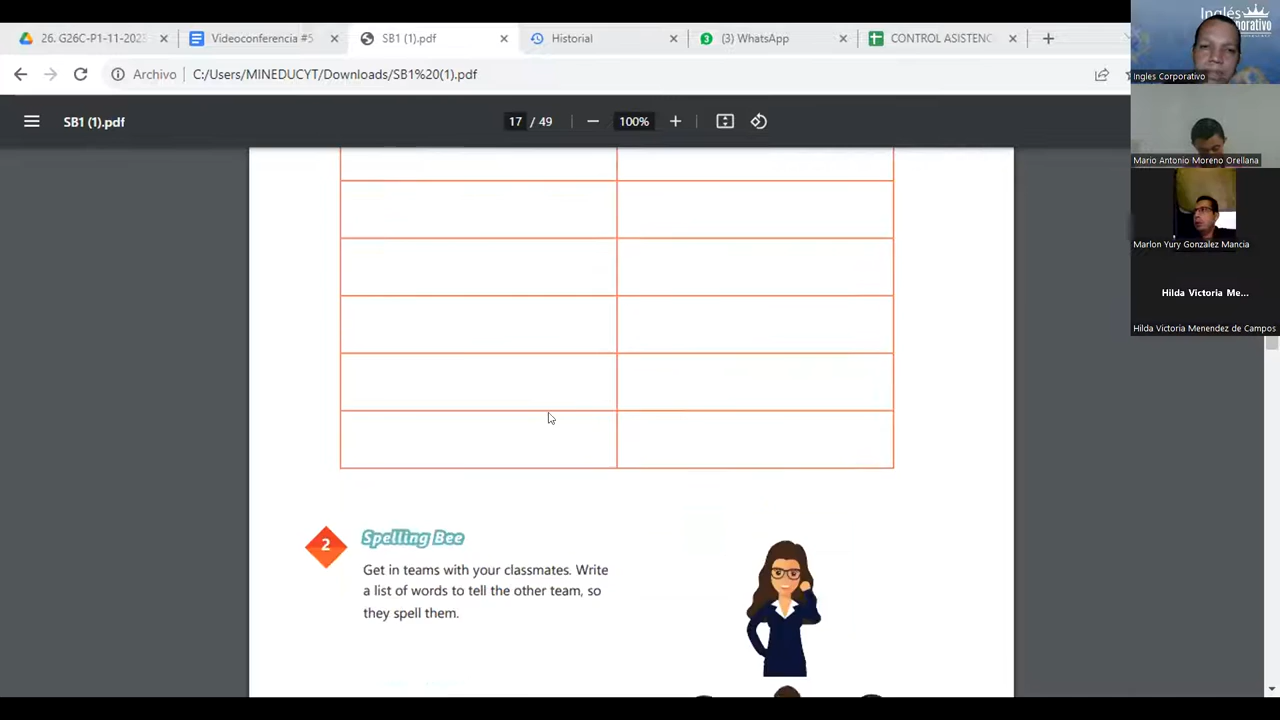 26. G26C-P1-11-2023
Videoconferencia #5
SB1 (1).pdf
Historial
(3) WhatsApp
CONTROL ASISTENC
Archivo
C:/Users/MINEDUCYT/Downloads/SB1%20(1).pdf
SB1 (1).pdf
17 / 49
100%
Inglés
Ingles Corporativo
Mario Antonio Moreno Orellana
Marlon Yury Gonzalez Mancia
Hilda Victoria Me...
Hilda Victoria Menendez de Campos
2
Spelling Bee
Get in teams with your classmates. Write
a list of words to tell the other team, so
they spell them.